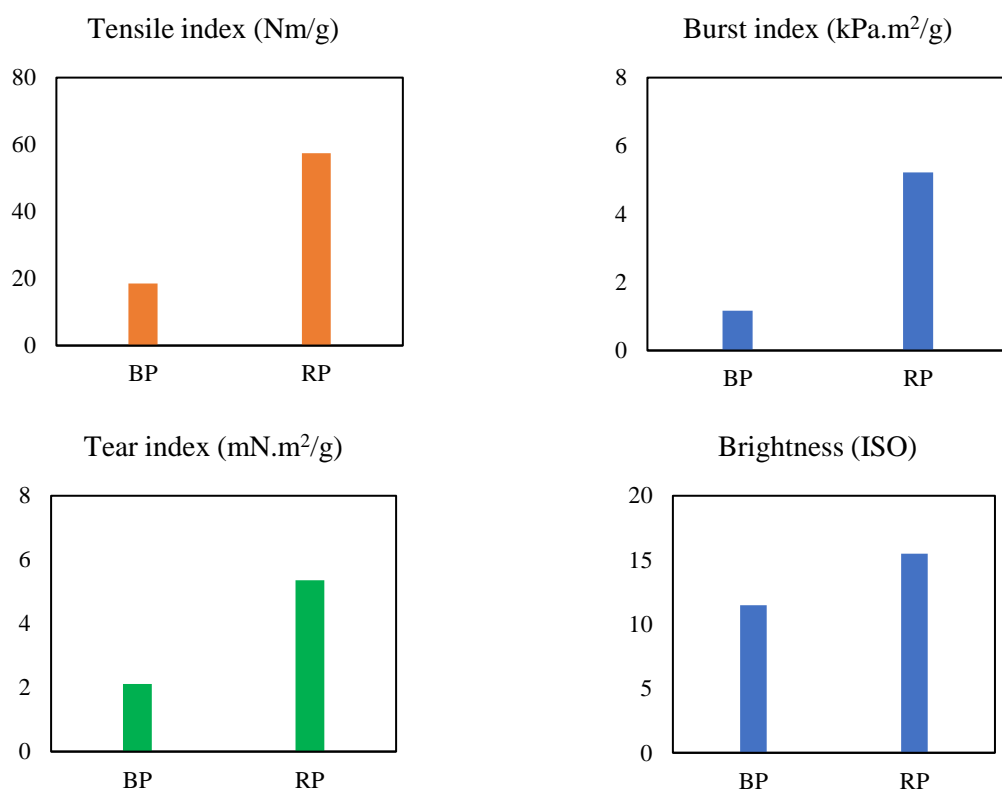 Tensile index (Nm/g)
80
60
40
20
0
BP RP
Burst index (kPa.m²/g)
8
6
4
2
0
BP RP
Tear index (mN.m²/g)
8
6
4
2
0
BP RP
Brightness (ISO)
20
15
10
5
0
BP RP